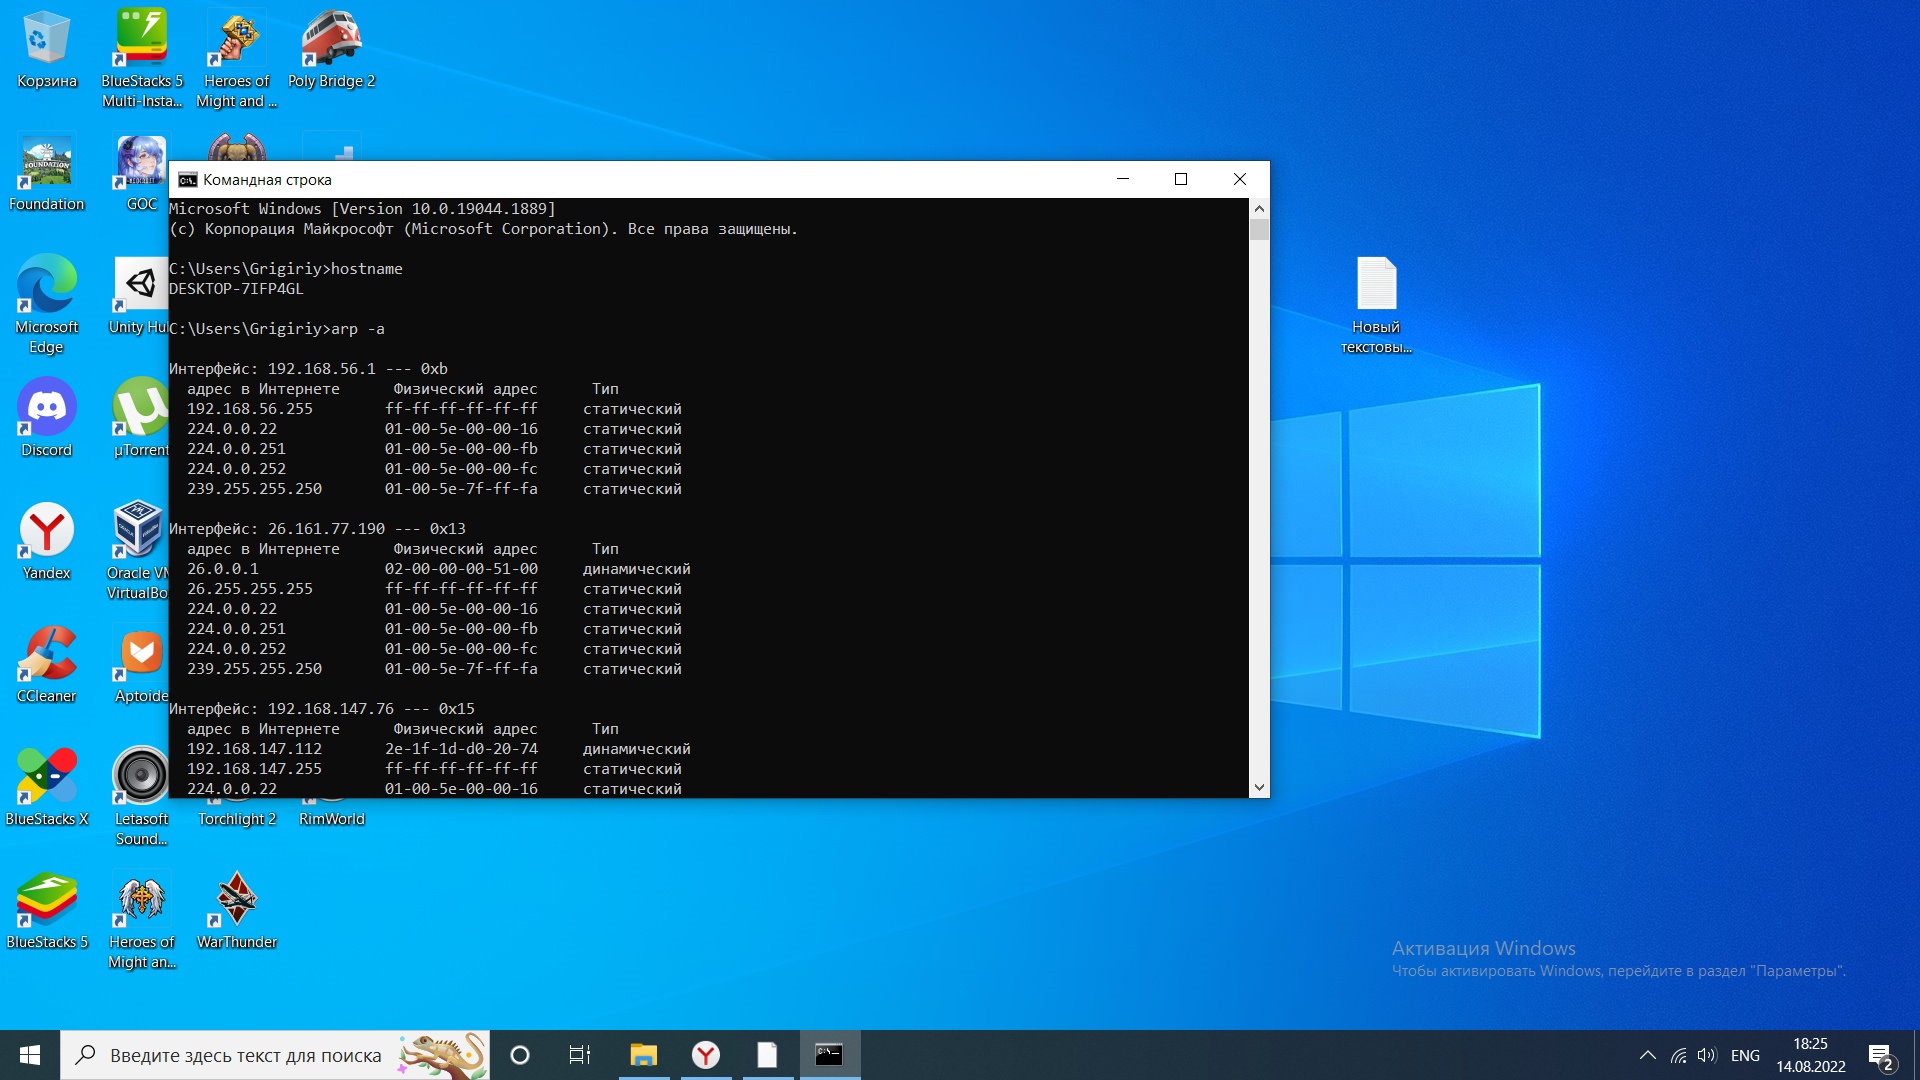 Корзина
BlueStacks 5
Multi-Insta...
Heroes of
Might and ...
Poly Bridge 2
FOUNDATION
Foundation
GOC
Microsoft
Edge
Unity Hu
Discord
µTorrent
Yandex
Oracle VM
VirtualBo
CCleaner
Aptoide
BlueStacks X
Letasoft
Sound...
Torchlight 2
RimWorld
BlueStacks 5
Heroes of
Might an...
WarThunder
Командная строка
Microsoft Windows [Version 10.0.19044.1889]
(c) Корпорация Майкрософт (Microsoft Corporation). Все права защищены.
C:\Users\Grigiriy>hostname
DESKTOP-7IFP4GL
C:\Users\Grigiriy>arp -a
Интерфейс: 192.168.56.1 --- 0xb
адрес в Интернете Физический адрес Тип
192.168.56.255 ff-ff-ff-ff-ff-ff статический
224.0.0.22 01-00-5e-00-00-16 статический
224.0.0.251 01-00-5e-00-00-fb статический
224.0.0.252 01-00-5e-00-00-fc статический
239.255.255.250 01-00-5e-7f-ff-fa статический
Интерфейс: 26.161.77.190 --- 0x13
адрес в Интернете Физический адрес Тип
26.0.0.1 02-00-00-00-51-00 динамический
26.255.255.255 ff-ff-ff-ff-ff-ff статический
224.0.0.22 01-00-5e-00-00-16 статический
224.0.0.251 01-00-5e-00-00-fb статический
224.0.0.252 01-00-5e-00-00-fc статический
239.255.255.250 01-00-5e-7f-ff-fa статический
Интерфейс: 192.168.147.76 --- 0x15
адрес в Интернете Физический адрес Тип
192.168.147.112 2e-1f-1d-d0-20-74 динамический
192.168.147.255 ff-ff-ff-ff-ff-ff статический
224.0.0.22 01-00-5e-00-00-16 статический
Новый
текстовы...
Активация Windows
Чтобы активировать Windows, перейдите в раздел "Параметры".
Введите здесь текст для поиска
ENG
18:25
14.08.2022
2